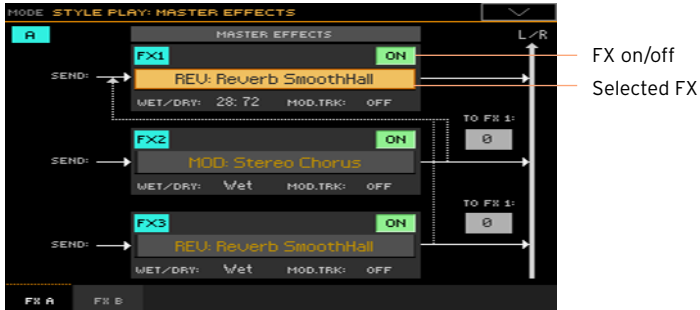 MODE STYLE PLAY: MASTER EFFECTS
A
MASTER EFFECTS
L/R
FX1
ON
FX on/off
SEND:
REV: Reverb SmoothHall
Selected FX
WET/DRY: 28: 72 MOD.TRK: OFF
TO FX 1:
FX2
ON
0
SEND:
MOD: Stereo Chorus
WET/DRY: Wet MOD.TRK: OFF
TO FX 1:
FX3
ON
0
SEND:
REV: Reverb SmoothHall
WET/DRY: Wet MOD.TRK: OFF
FX A FX B